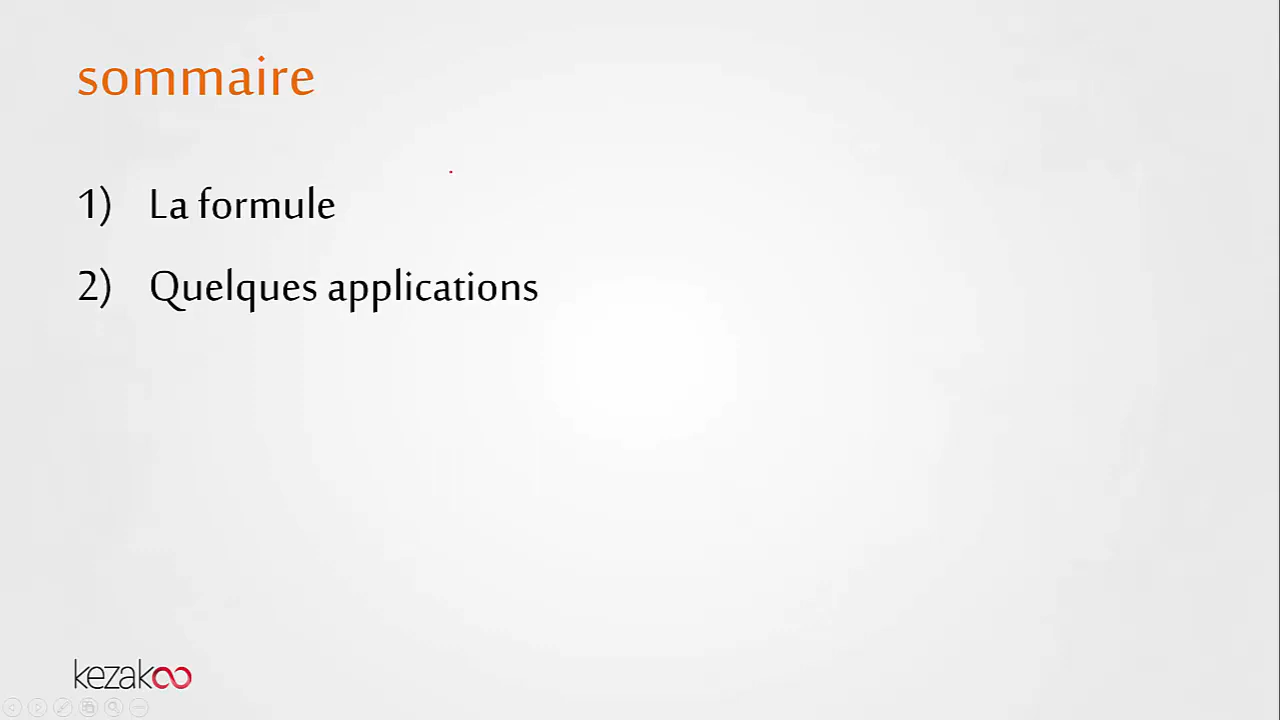 sommaire
1) La formule
2) Quelques applications
kezakoo